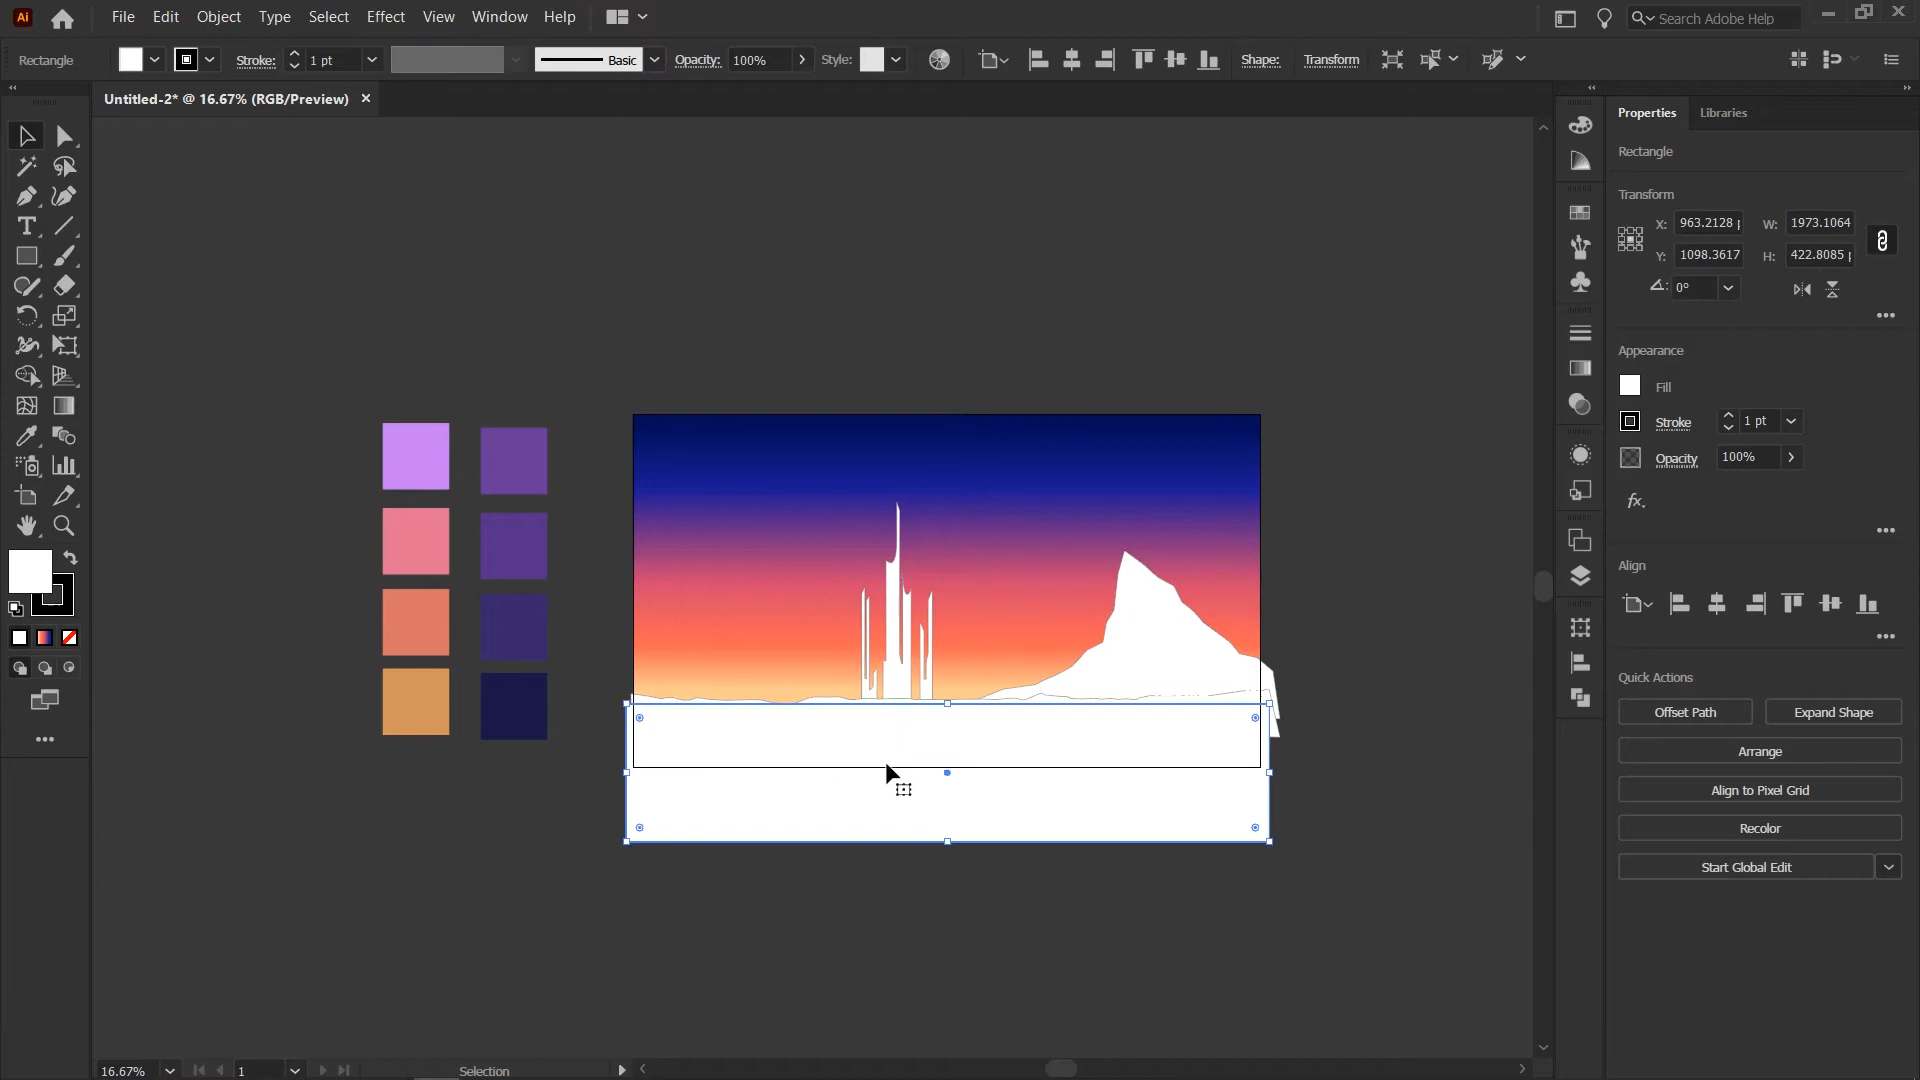 Ai File Edit Object Type Select Effect View Window Help Search Adobe Help
Rectangle Stroke: 1 pt Basic Opacity: 100% Style: Shape: Transform
Untitled-2* @ 16.67% (RGB/Preview) ×
Properties Libraries
Rectangle
Transform
X: 963.2128 W: 1973.1064
Y: 1098.3617 H: 422.8085
0°
Appearance
Fill
Stroke 1 pt
Opacity 100%
fx
Align
Quick Actions
Offset Path Expand Shape
Arrange
Align to Pixel Grid
Recolor
Start Global Edit
16.67% 1 Selection